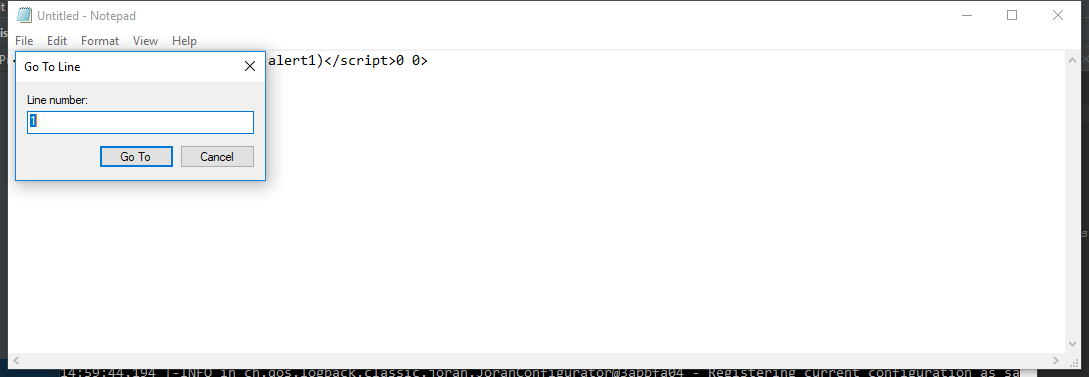 Untitled - Notepad
File Edit Format View Help
alert1)</script>0 0>
Go To Line
Line number:
1
Go To Cancel
14:59:44,194 |-INFO in ch.qos.logback.classic.joran.JoranConfigurator@3abbfa04 - Registering current configuration as sa